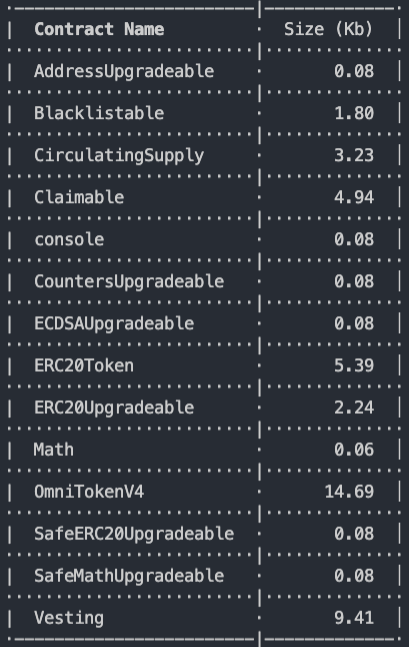 Contract Name Size (Kb)
AddressUpgradeable 0.08
Blacklistable 1.80
CirculatingSupply 3.23
Claimable 4.94
console 0.08
CountersUpgradeable 0.08
ECDSAUpgradeable 0.08
ERC20Token 5.39
ERC20Upgradeable 2.24
Math 0.06
OmniTokenV4 14.69
SafeERC20Upgradeable 0.08
SafeMathUpgradeable 0.08
Vesting 9.41